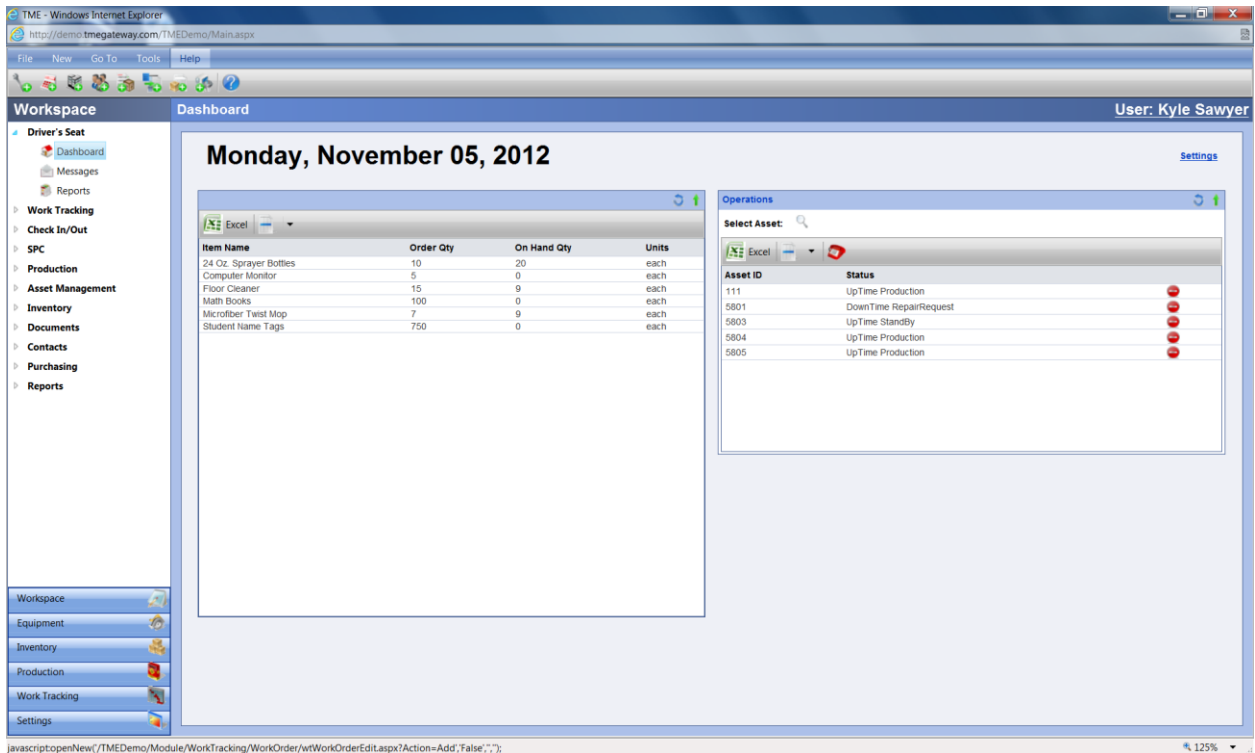 TME - Windows Internet Explorer
http://demo.tmegateway.com/TMEDemo/Main.aspx
File New Go To Tools Help
Workspace
Dashboard
User: Kyle Sawyer
Driver's Seat
Dashboard
Messages
Reports
Work Tracking
Check In/Out
SPC
Production
Asset Management
Inventory
Documents
Contacts
Purchasing
Reports
Workspace
Equipment
Inventory
Production
Work Tracking
Settings
Monday, November 05, 2012
Settings
Excel
Item Name Order Qty On Hand Qty Units
24 Oz. Sprayer Bottles 10 20 each
Computer Monitor 5 0 each
Floor Cleaner 15 9 each
Math Books 100 0 each
Microfiber Twist Mop 7 9 each
Student Name Tags 750 0 each
Operations
Select Asset:
Excel
Asset ID Status
111 UpTime Production
5801 DownTime RepairRequest
5803 UpTime StandBy
5804 UpTime Production
5805 UpTime Production
javascript:openNew('/TMEDemo/Module/WorkTracking/WorkOrder/wtWorkOrderEdit.aspx?Action=Add','False','','');
125%